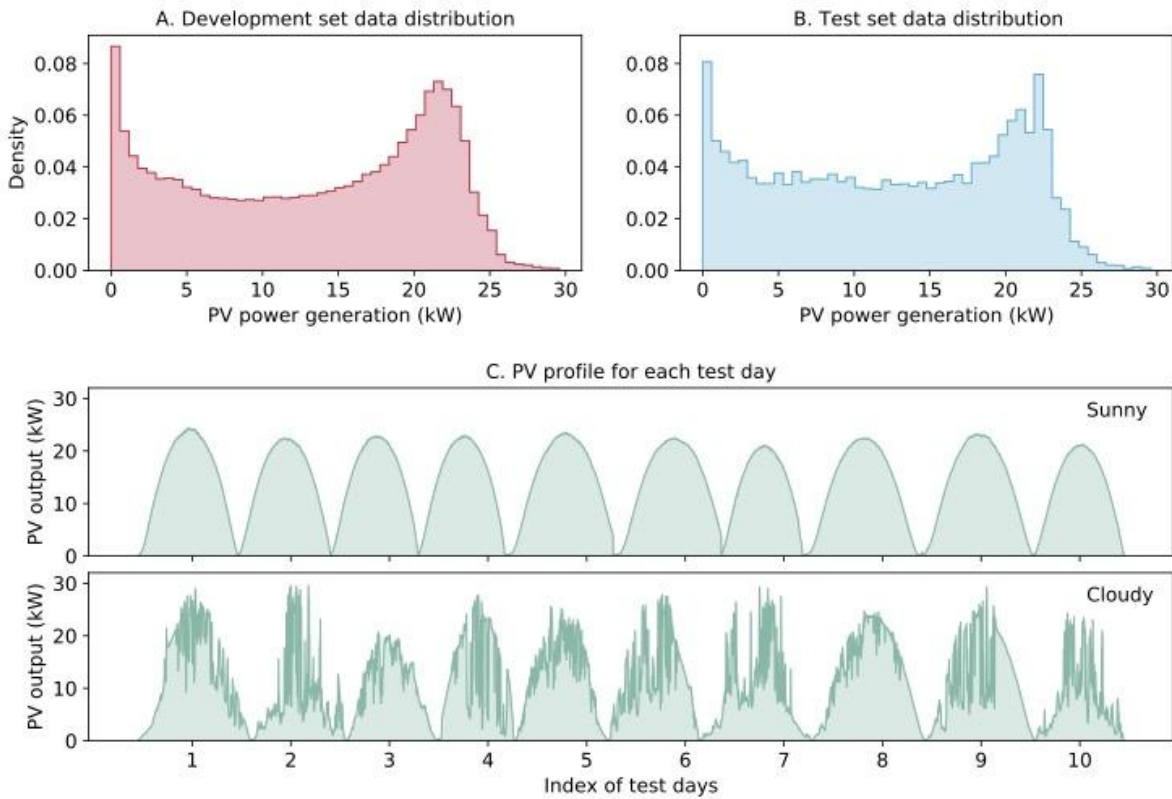 A. Development set data distribution
B. Test set data distribution
Density
0.08
0.06
0.04
0.02
0.00
0 5 10 15 20 25 30
PV power generation (kW)
0.08
0.06
0.04
0.02
0.00
0 5 10 15 20 25 30
PV power generation (kW)
C. PV profile for each test day
PV output (kW)
30
20
10
0
Sunny
PV output (kW)
30
20
10
0
Cloudy
1 2 3 4 5 6 7 8 9 10
Index of test days